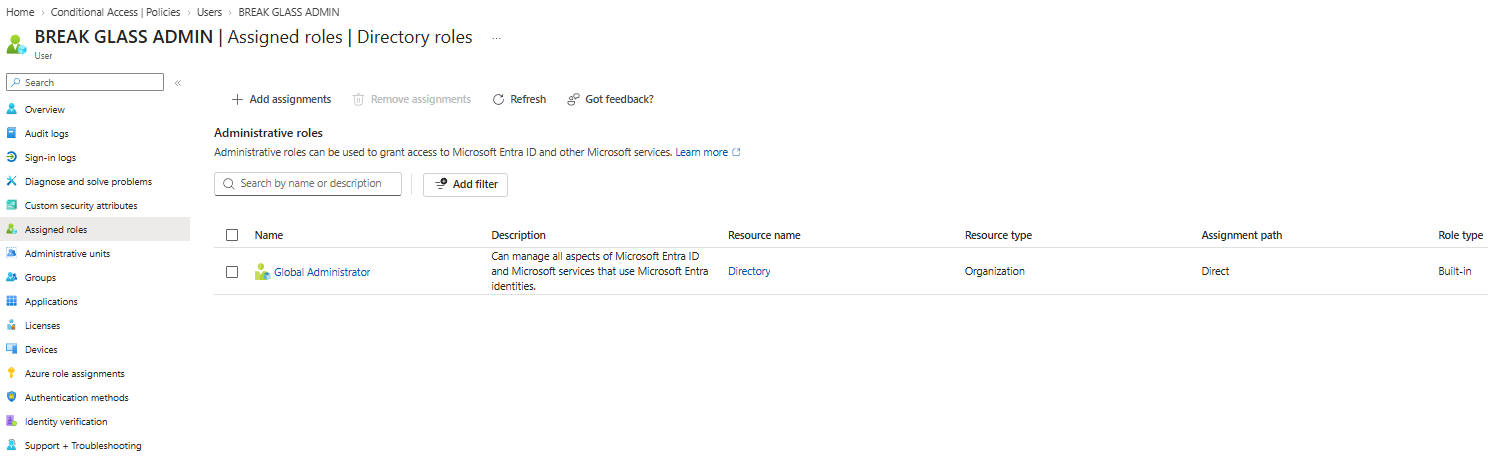 Home > Conditional Access | Policies > Users > BREAK GLASS ADMIN
BREAK GLASS ADMIN | Assigned roles | Directory roles ...
User
Search «
Overview
Audit logs
Sign-in logs
Diagnose and solve problems
Custom security attributes
Assigned roles
Administrative units
Groups
Applications
Licenses
Devices
Azure role assignments
Authentication methods
Identity verification
Support + Troubleshooting
Add assignments Remove assignments Refresh Got feedback?
Administrative roles
Administrative roles can be used to grant access to Microsoft Entra ID and other Microsoft services. Learn more
Search by name or description Add filter
Name Description Resource name Resource type Assignment path Role type
Global Administrator
Can manage all aspects of Microsoft Entra ID
and Microsoft services that use Microsoft Entra
identities.
Directory Organization Direct Built-in